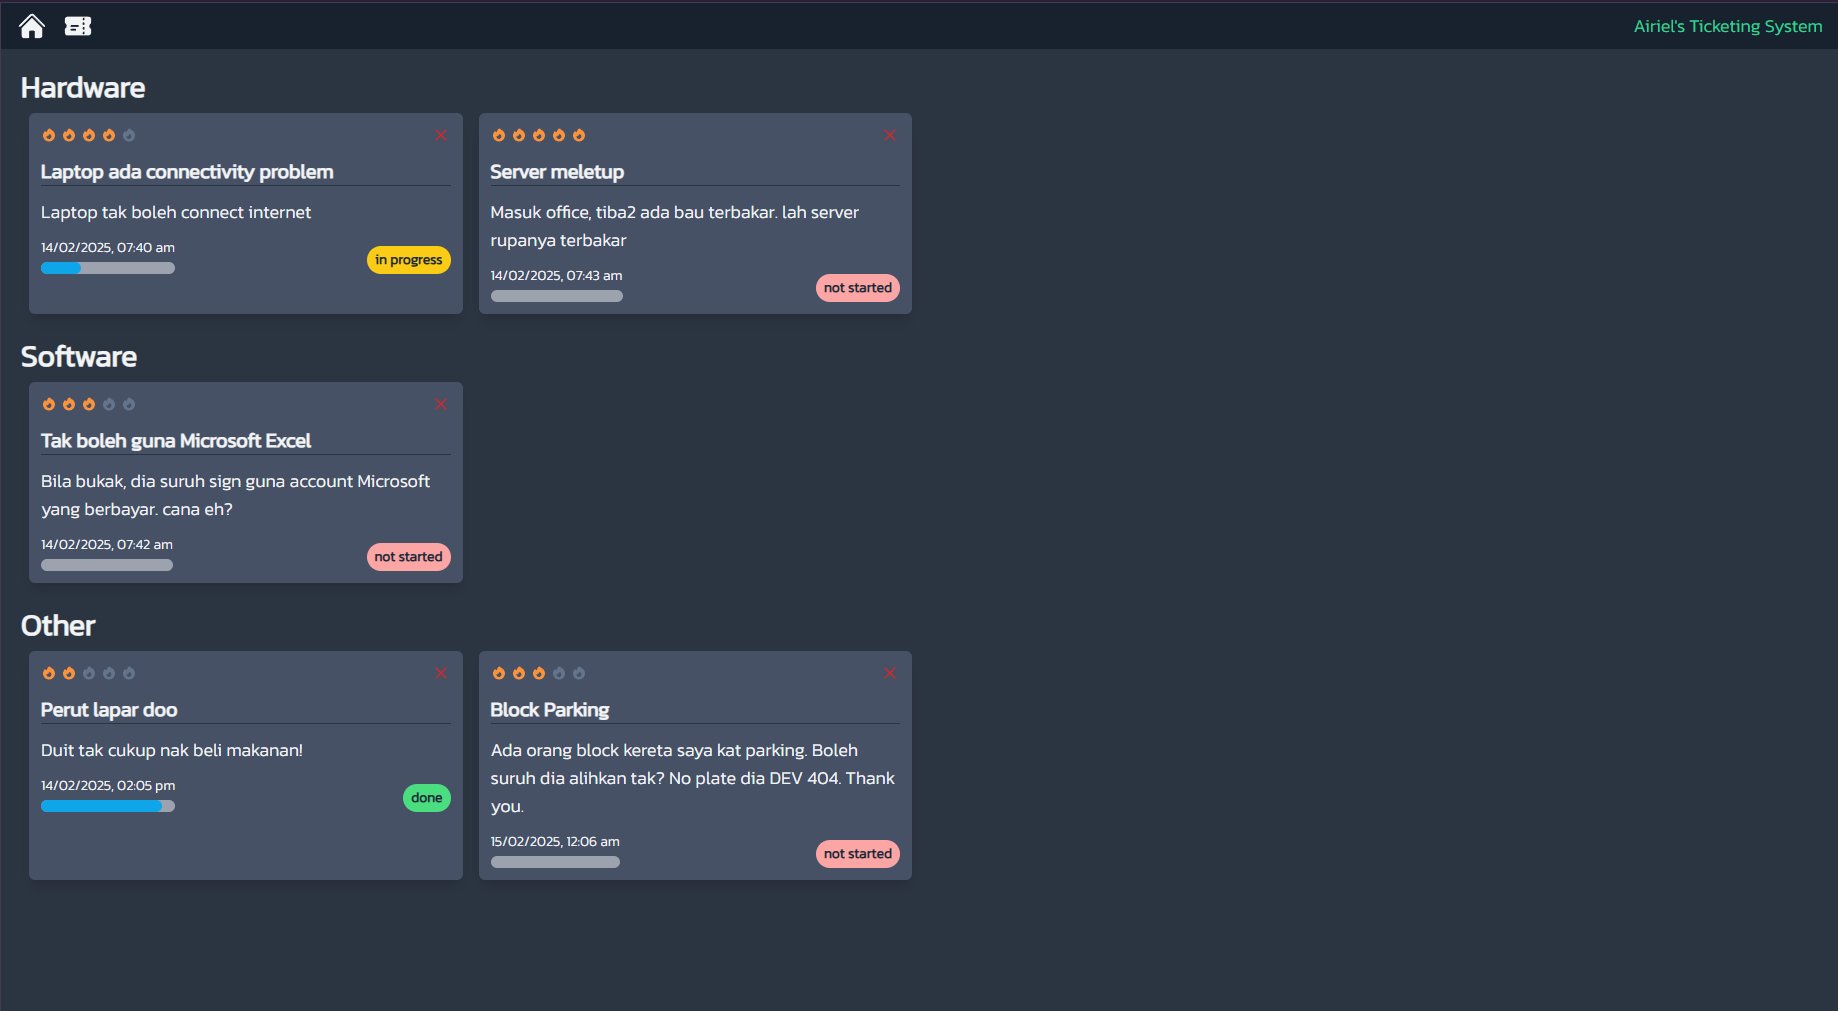 Airiel's Ticketing System
Hardware
Laptop ada connectivity problem
Laptop tak boleh connect internet
14/02/2025, 07:40 am
in progress
Server meletup
Masuk office, tiba2 ada bau terbakar. lah server
rupanya terbakar
14/02/2025, 07:43 am
not started
Software
Tak boleh guna Microsoft Excel
Bila bukak, dia suruh sign guna account Microsoft
yang berbayar. cana eh?
14/02/2025, 07:42 am
not started
Other
Perut lapar doo
Duit tak cukup nak beli makanan!
14/02/2025, 02:05 pm
done
Block Parking
Ada orang block kereta saya kat parking. Boleh
suruh dia alihkan tak? No plate dia DEV 404. Thank
you.
15/02/2025, 12:06 am
not started